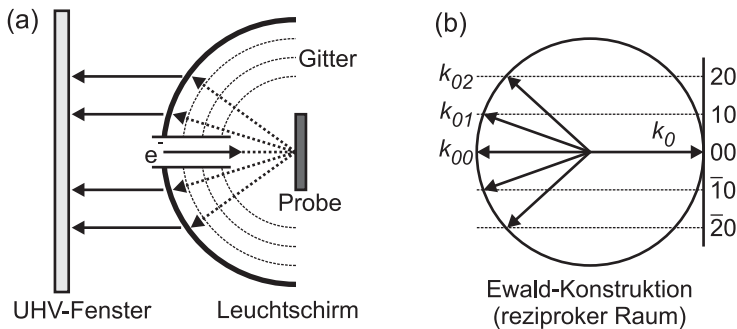 (a)
Gitter
e⁻
Probe
UHV-Fenster
Leuchtschirm
(b)
k₀₂
k₀₁
k₀₀
k₀
20
10
00
1̅0
2̅0
Ewald-Konstruktion
(reziproker Raum)